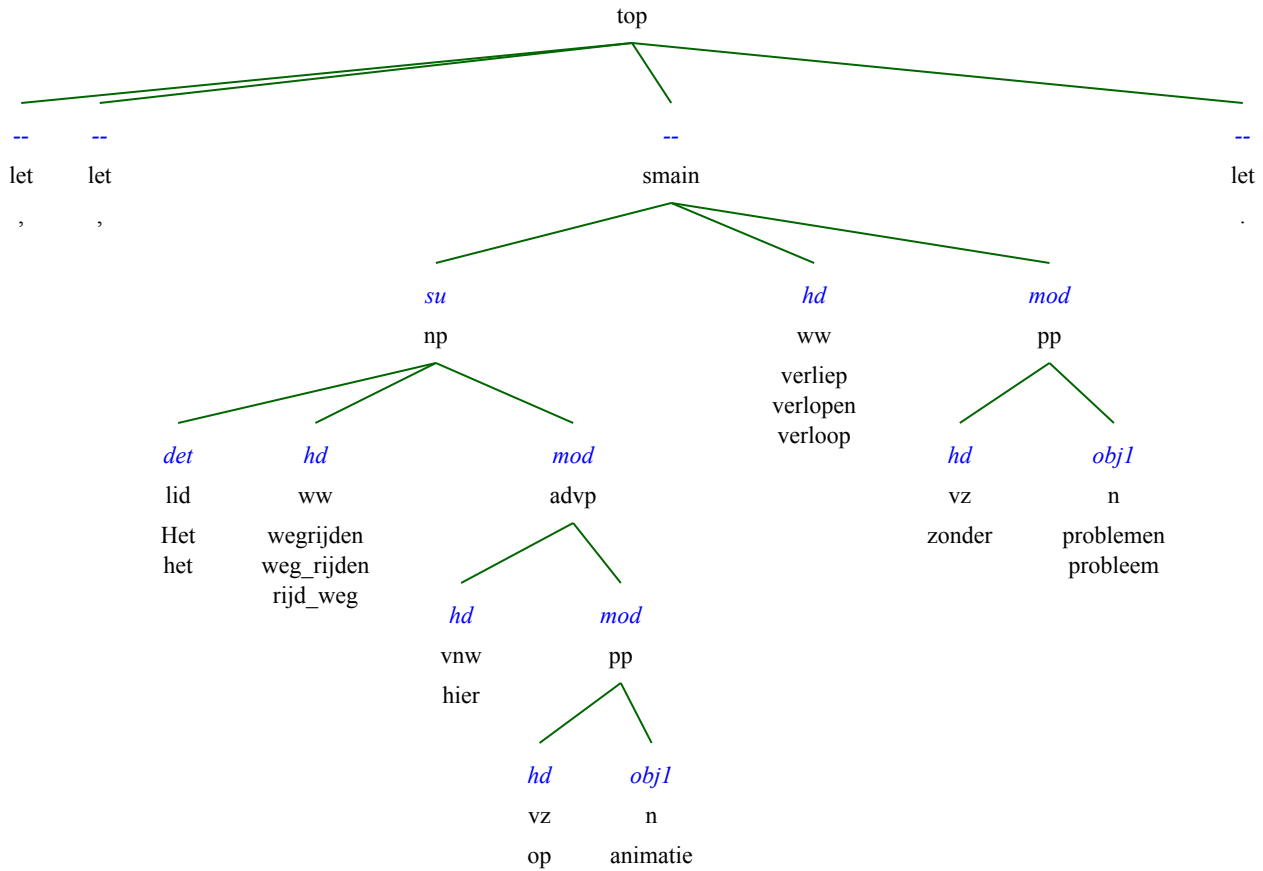 top
-- -- -- --
let let smain let
, , .
su hd mod
np ww pp
verliep
verlopen
verloop
det hd mod hd obj1
lid ww advp vz n
Het wegrijden zonder problemen
het weg_rijden probleem
rijd_weg
hd mod
vnw pp
hier
hd obj1
vz n
op animatie